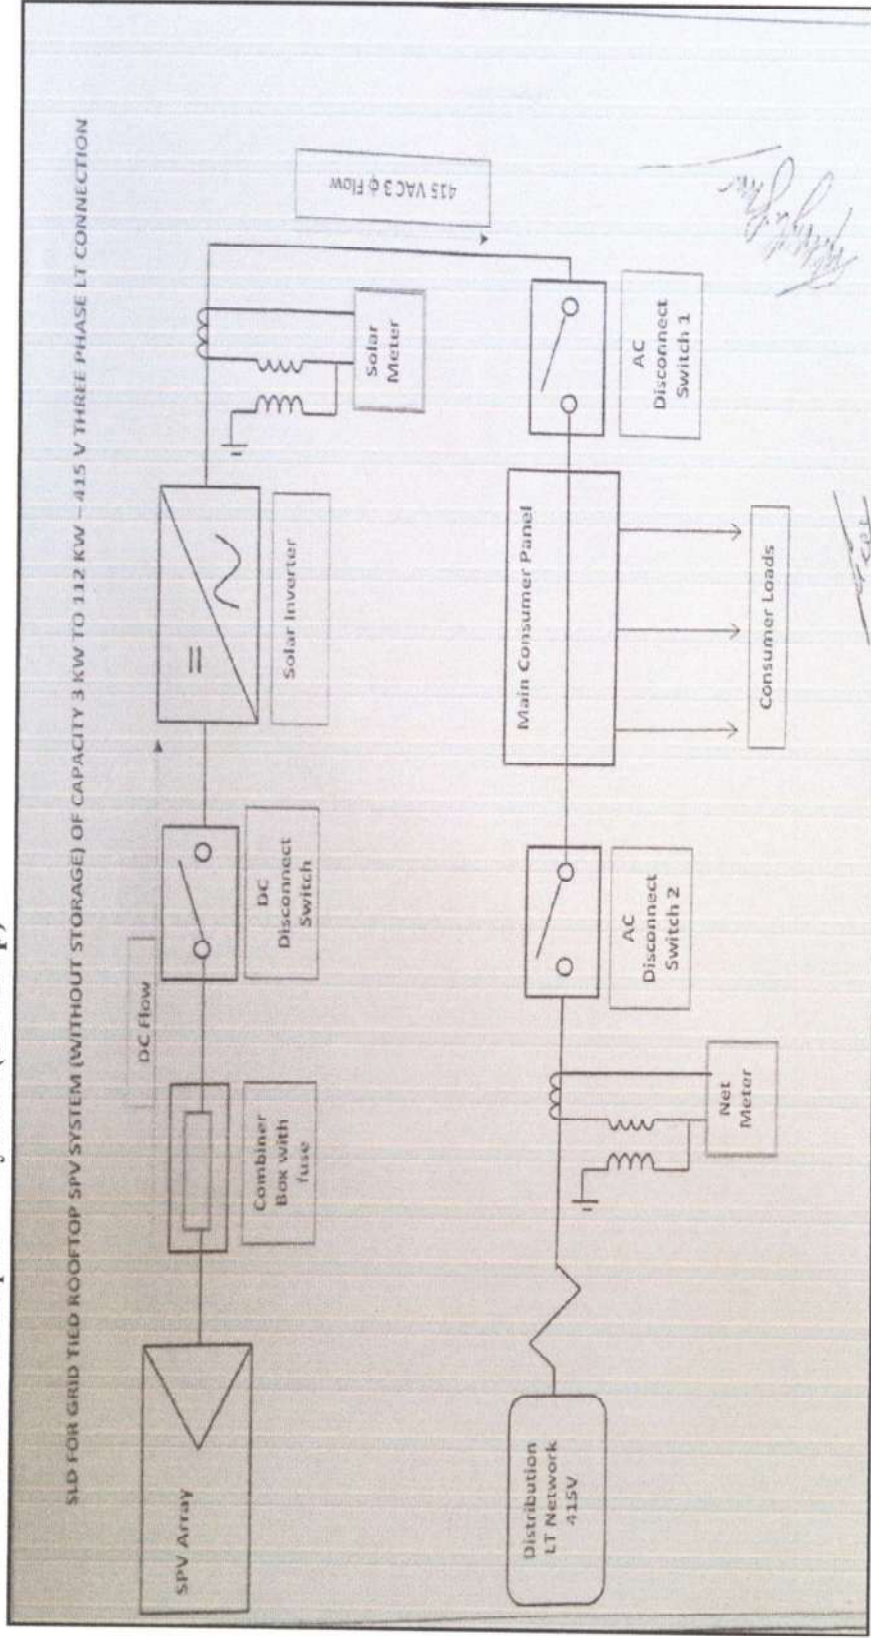 SLD FOR GRID TIED ROOFTOP SPV SYSTEM (WITHOUT STORAGE) OF CAPACITY 3 KW TO 112 KW – 415 V THREE PHASE LT CONNECTION
DC Flow
SPV Array
Combiner
Box with
fuse
DC
Disconnect
Switch
Solar Inverter
Solar
Meter
415 VAC 3 ϕ Flow
Distribution
LT Network
415V
Net
Meter
AC
Disconnect
Switch 2
Main Consumer Panel
Consumer Loads
AC
Disconnect
Switch 1